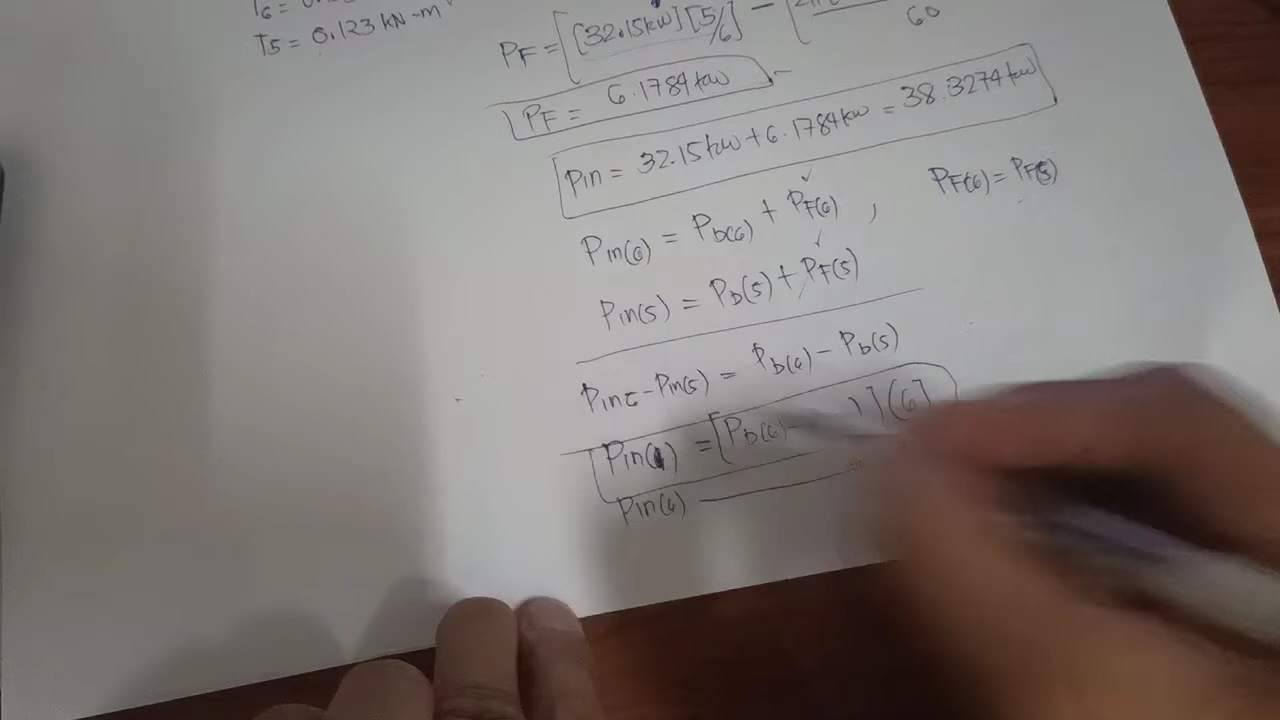 T6 =
T5 = 0.123 kN-m
PF = [[32.15kw][5/6] - [ 60
PF = 6.1784kw
Pin = 32.15kw + 6.1784kw = 38.3274kw
Pin(6) = Pb(6) + PF(6) , PF(6) = PF(5)
Pin(5) = Pb(5) + PF(5)
Pin6 - Pin(5) = Pb(6) - Pb(5)
Pin(1) = [Pb(6) - )](6)
Pin(6)